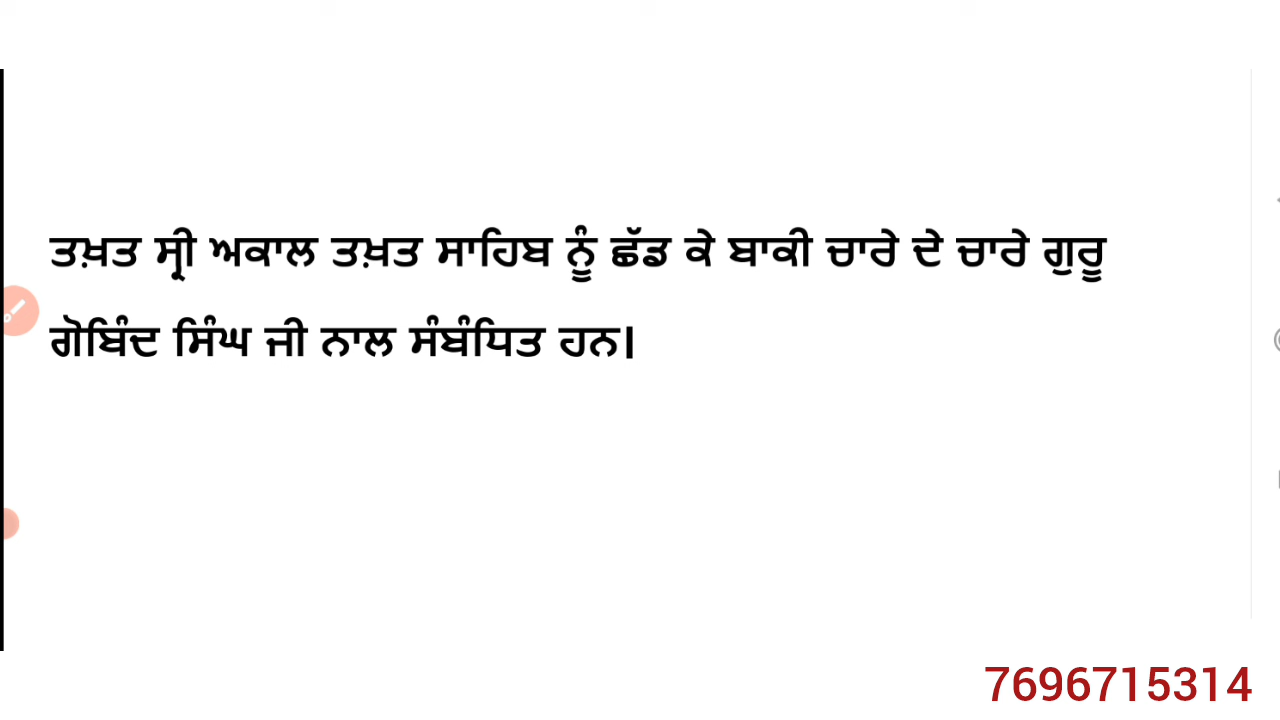 ਤਖ਼ਤ ਸ੍ਰੀ ਅਕਾਲ ਤਖ਼ਤ ਸਾਹਿਬ ਨੂੰ ਛੱਡ ਕੇ ਬਾਕੀ ਚਾਰੇ ਦੇ ਚਾਰੇ ਗੁਰੂ
ਗੋਬਿੰਦ ਸਿੰਘ ਜੀ ਨਾਲ ਸੰਬੰਧਿਤ ਹਨ।
7696715314